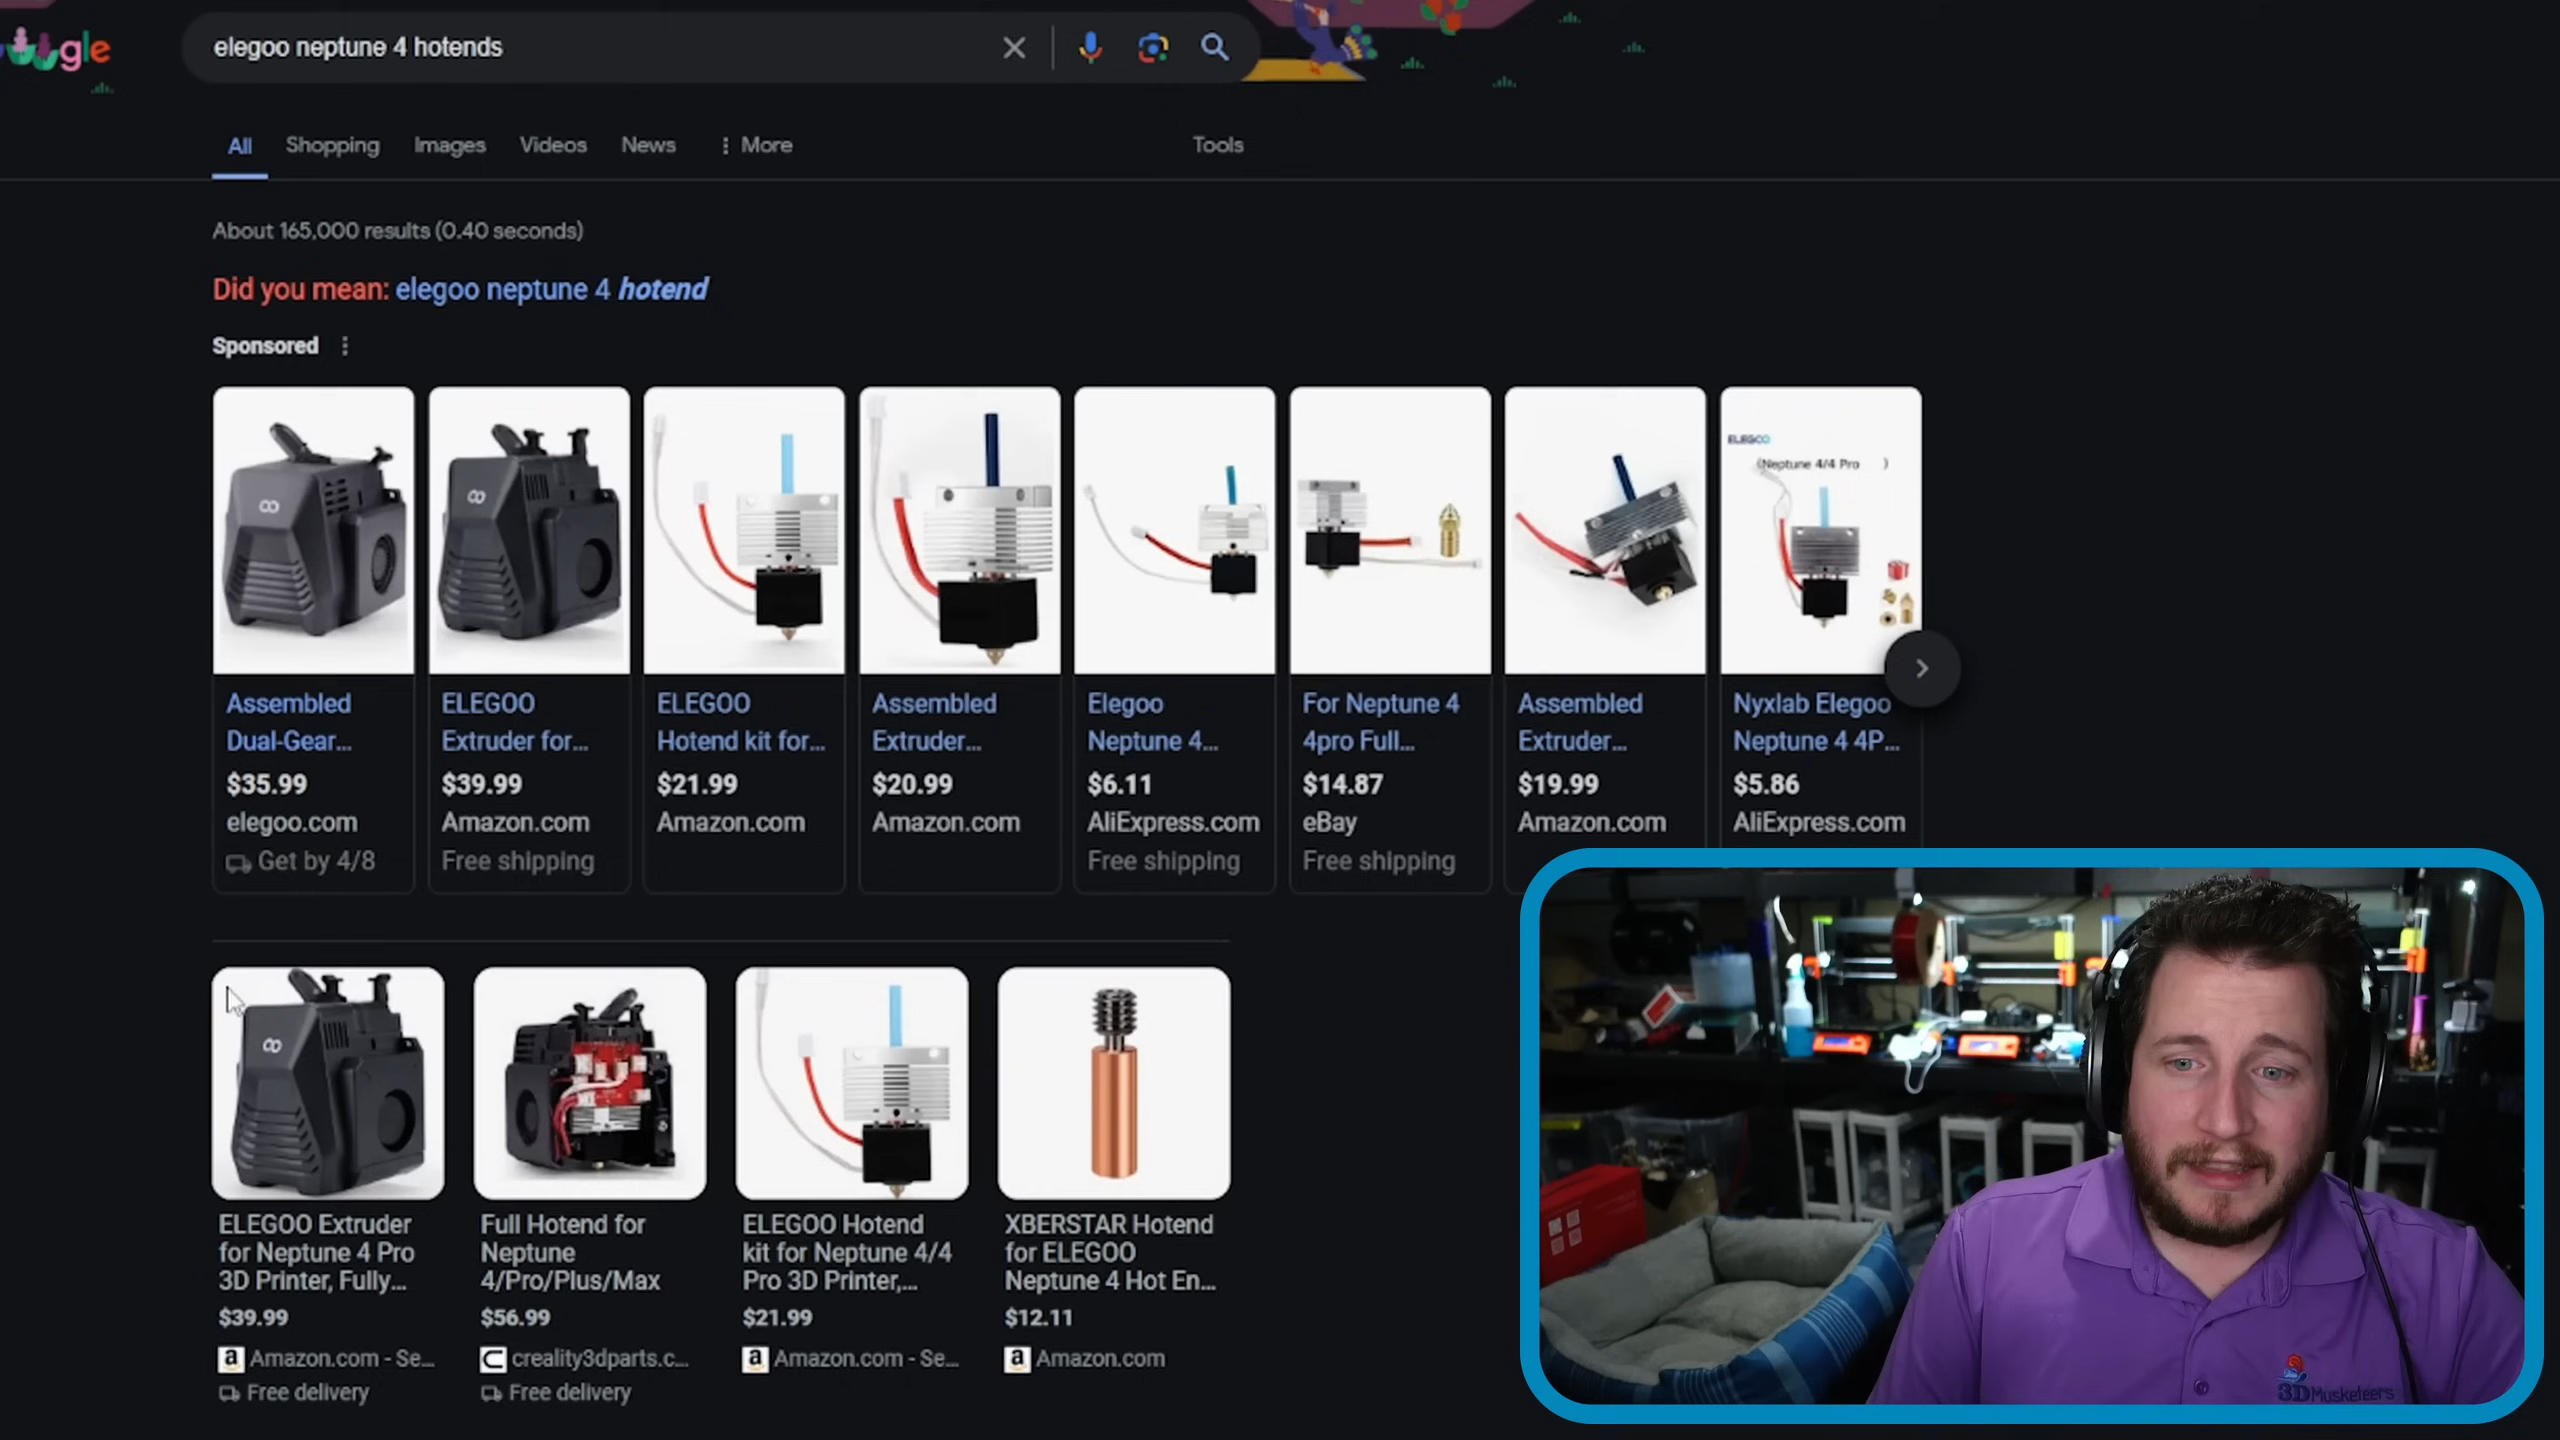 gle
elegoo neptune 4 hotends
All
Shopping
Images
Videos
News
More
Tools
About 165,000 results (0.40 seconds)
Did you mean: elegoo neptune 4 hotend
Sponsored
Assembled
Dual-Gear...
$35.99
elegoo.com
Get by 4/8
ELEGOO
Extruder for...
$39.99
Amazon.com
Free shipping
ELEGOO
Hotend kit for...
$21.99
Amazon.com
Assembled
Extruder...
$20.99
Amazon.com
Elegoo
Neptune 4...
$6.11
AliExpress.com
Free shipping
For Neptune 4
4pro Full...
$14.87
eBay
Free shipping
Assembled
Extruder...
$19.99
Amazon.com
ELEGOO
(Neptune 4/4 Pro )
Nyxlab Elegoo
Neptune 4 4P...
$5.86
AliExpress.com
ELEGOO Extruder
for Neptune 4 Pro
3D Printer, Fully...
$39.99
Amazon.com - Se...
Free delivery
Full Hotend for
Neptune
4/Pro/Plus/Max
$56.99
creality3dparts.c...
Free delivery
ELEGOO Hotend
kit for Neptune 4/4
Pro 3D Printer,...
$21.99
Amazon.com - Se...
XBERSTAR Hotend
for ELEGOO
Neptune 4 Hot En...
$12.11
Amazon.com
3DMusketeers